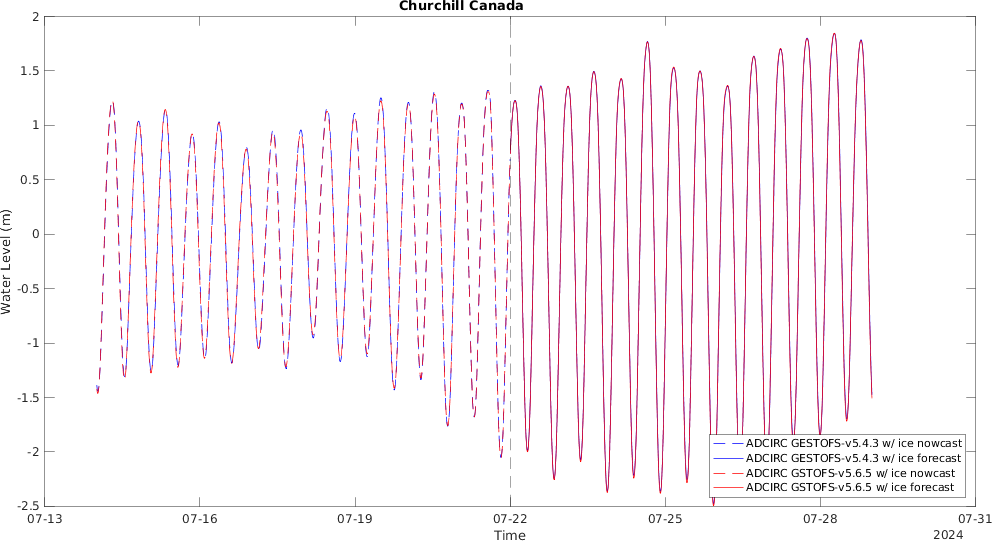 Churchill Canada
2
1.5
1
0.5
0
-0.5
-1
-1.5
-2
-2.5
Water Level (m)
ADCIRC GESTOFS-v5.4.3 w/ ice nowcast
ADCIRC GESTOFS-v5.4.3 w/ ice forecast
ADCIRC GSTOFS-v5.6.5 w/ ice nowcast
ADCIRC GSTOFS-v5.6.5 w/ ice forecast
07-13 07-16 07-19 07-22 07-25 07-28 07-31
Time
2024